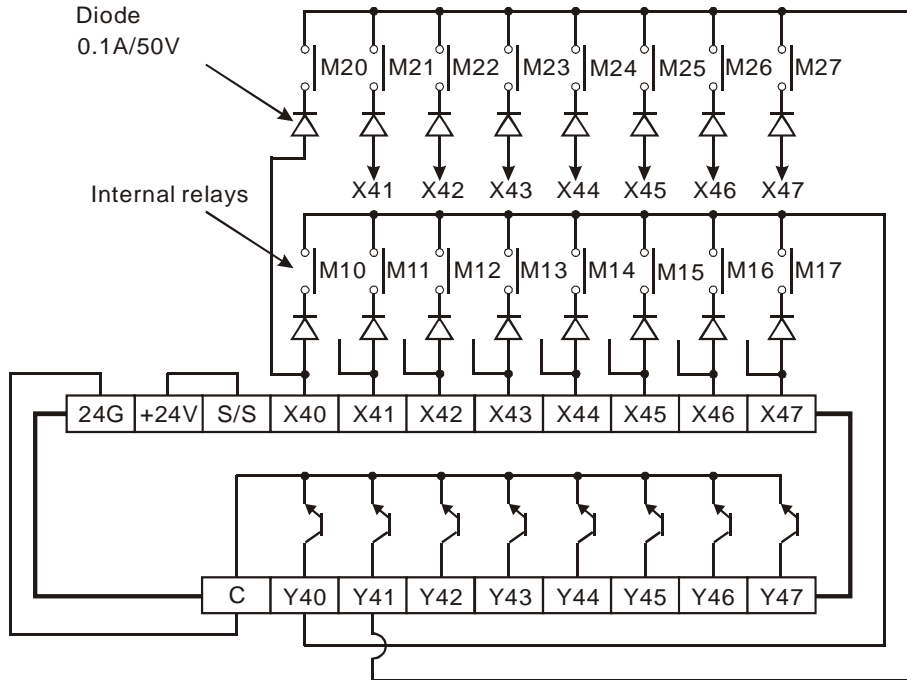 Diode
0.1A/50V
M20 M21 M22 M23 M24 M25 M26 M27
X41 X42 X43 X44 X45 X46 X47
Internal relays
M10 M11 M12 M13 M14 M15 M16 M17
24G +24V S/S X40 X41 X42 X43 X44 X45 X46 X47
C Y40 Y41 Y42 Y43 Y44 Y45 Y46 Y47